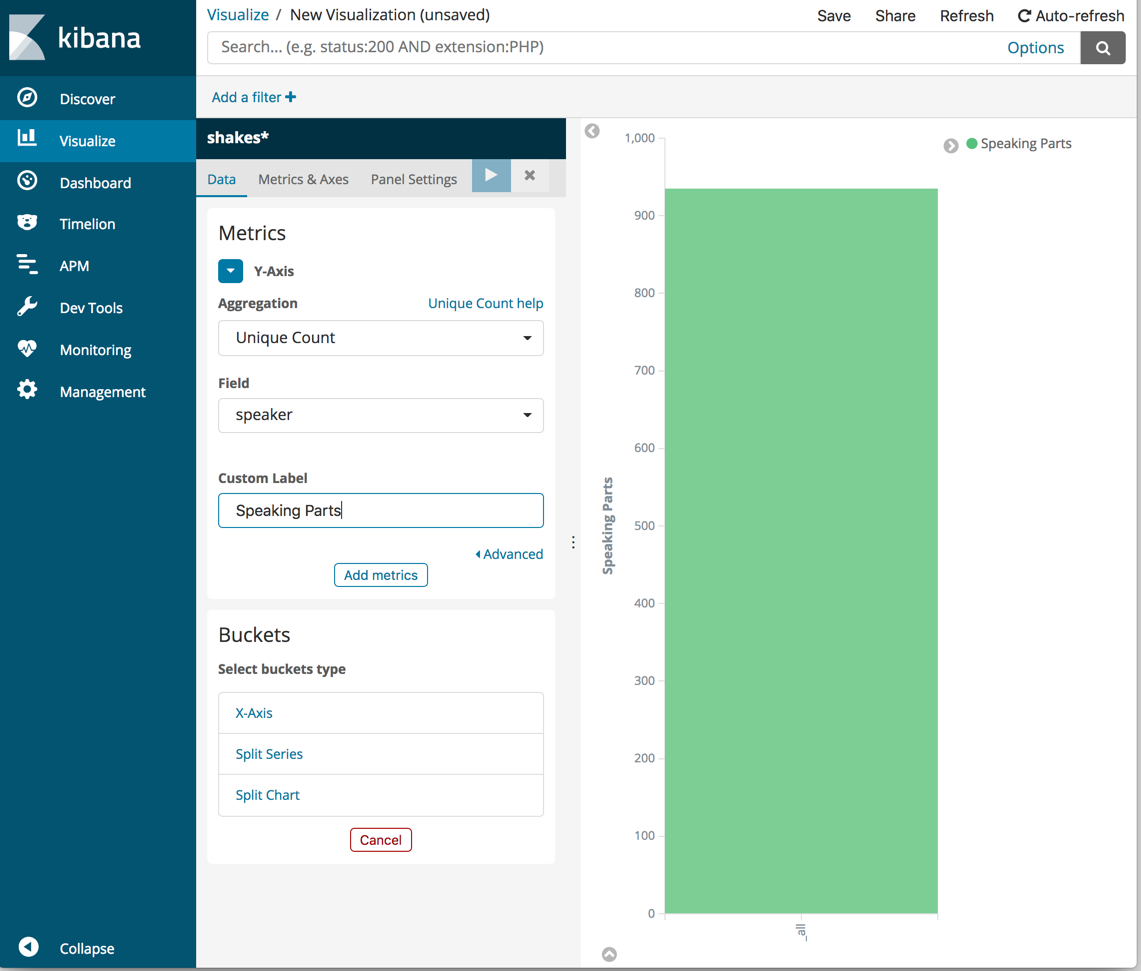 kibana
Discover
Visualize
Dashboard
Timelion
APM
Dev Tools
Monitoring
Management
Collapse
Visualize / New Visualization (unsaved)
Save Share Refresh Auto-refresh
Search... (e.g. status:200 AND extension:PHP) Options
Add a filter
shakes*
Data Metrics & Axes Panel Settings
Metrics
Y-Axis
Aggregation Unique Count help
Unique Count
Field
speaker
Custom Label
Speaking Parts
Advanced
Add metrics
Buckets
Select buckets type
X-Axis
Split Series
Split Chart
Cancel
Speaking Parts
1,000
900
800
700
600
500
400
300
200
100
0
Speaking Parts
_all